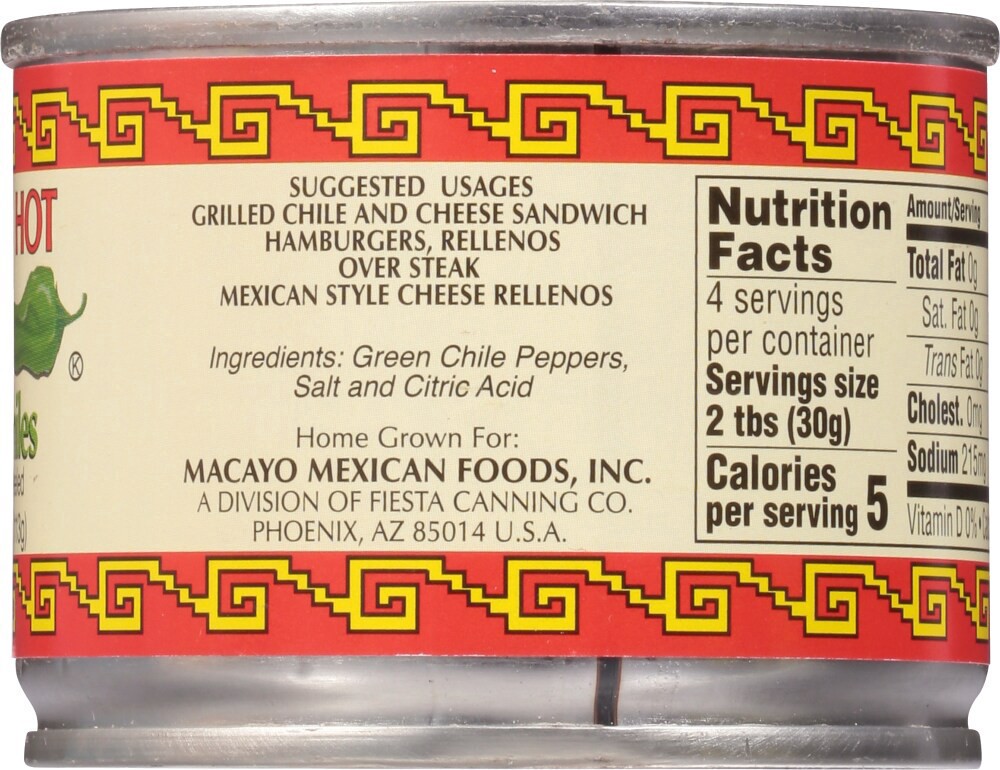 HOT
SUGGESTED USAGES
GRILLED CHILE AND CHEESE SANDWICH
HAMBURGERS, RELLENOS
OVER STEAK
MEXICAN STYLE CHEESE RELLENOS
Ingredients: Green Chile Peppers,
Salt and Citric Acid
Home Grown For:
MACAYO MEXICAN FOODS, INC.
A DIVISION OF FIESTA CANNING CO.
PHOENIX, AZ 85014 U.S.A.
Nutrition
Facts
4 servings
per container
Servings size
2 tbs (30g)
Calories
per serving 5
Amount/Serving
Total Fat 0g
Sat. Fat 0g
Trans Fat 0g
Cholest. 0mg
Sodium 215mg
Vitamin D 0% •